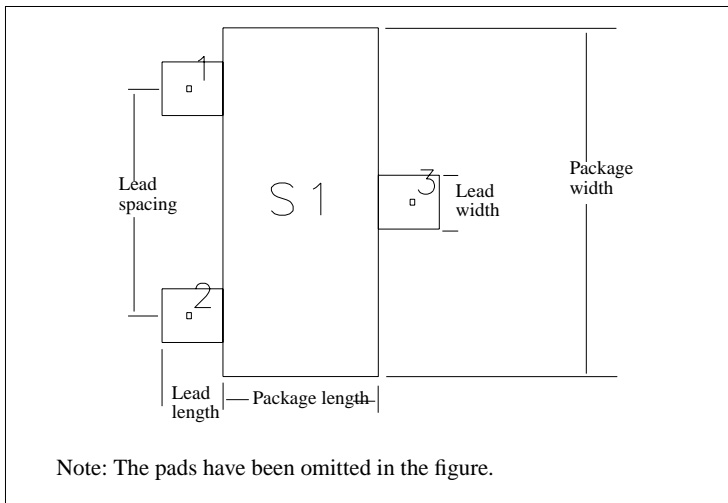 1
Lead
spacing
S1
3
Lead
width
Package
width
2
Lead
length
Package length
Note: The pads have been omitted in the figure.